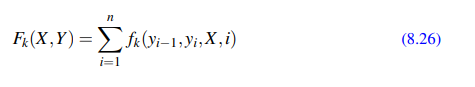 F_k(X,Y) = \sum_{i=1}^{n} f_k(y_{i-1}, y_i, X, i) (8.26)